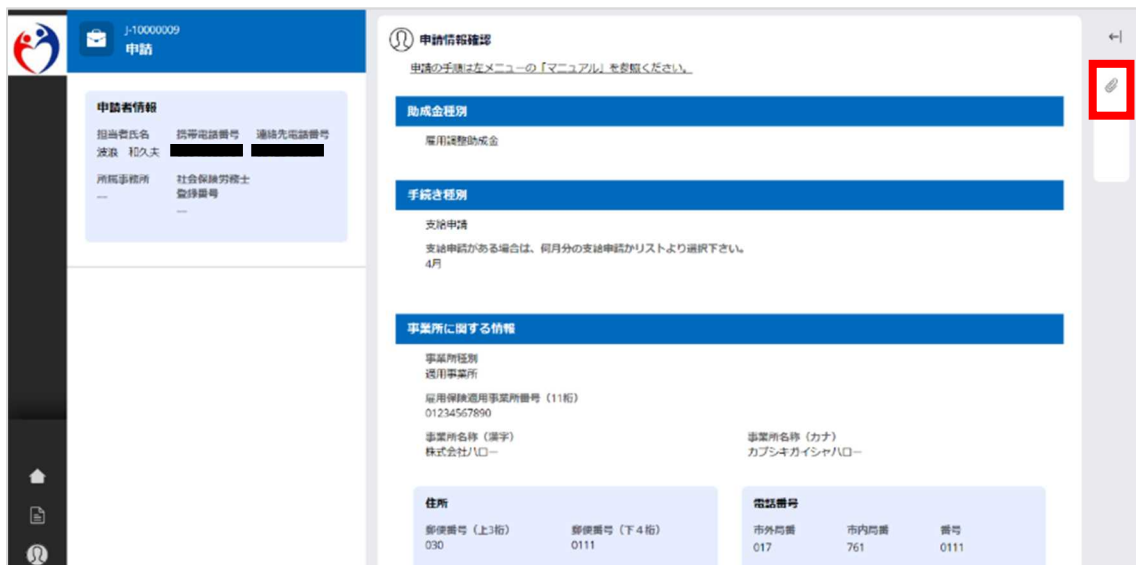 J-10000009
申請
申請者情報
担当者氏名 携帯電話番号 連絡先電話番号
波浪 和久夫
所属事務所 社会保険労務士
登録番号
---
---
申請情報確認
申請の手順は左メニューの「マニュアル」を参照ください。
助成金種別
雇用調整助成金
手続き種別
支給申請
支給申請がある場合は、何月分の支給申請かリストより選択下さい。
4月
事業所に関する情報
事業所種別
適用事業所
雇用保険適用事業所番号（11桁）
01234567890
事業所名称（漢字） 事業所名称（カナ）
株式会社ハロー カブシキガイシャハロー
住所 電話番号
郵便番号（上3桁） 郵便番号（下４桁） 市外局番 市内局番 番号
030 0111 017 761 0111